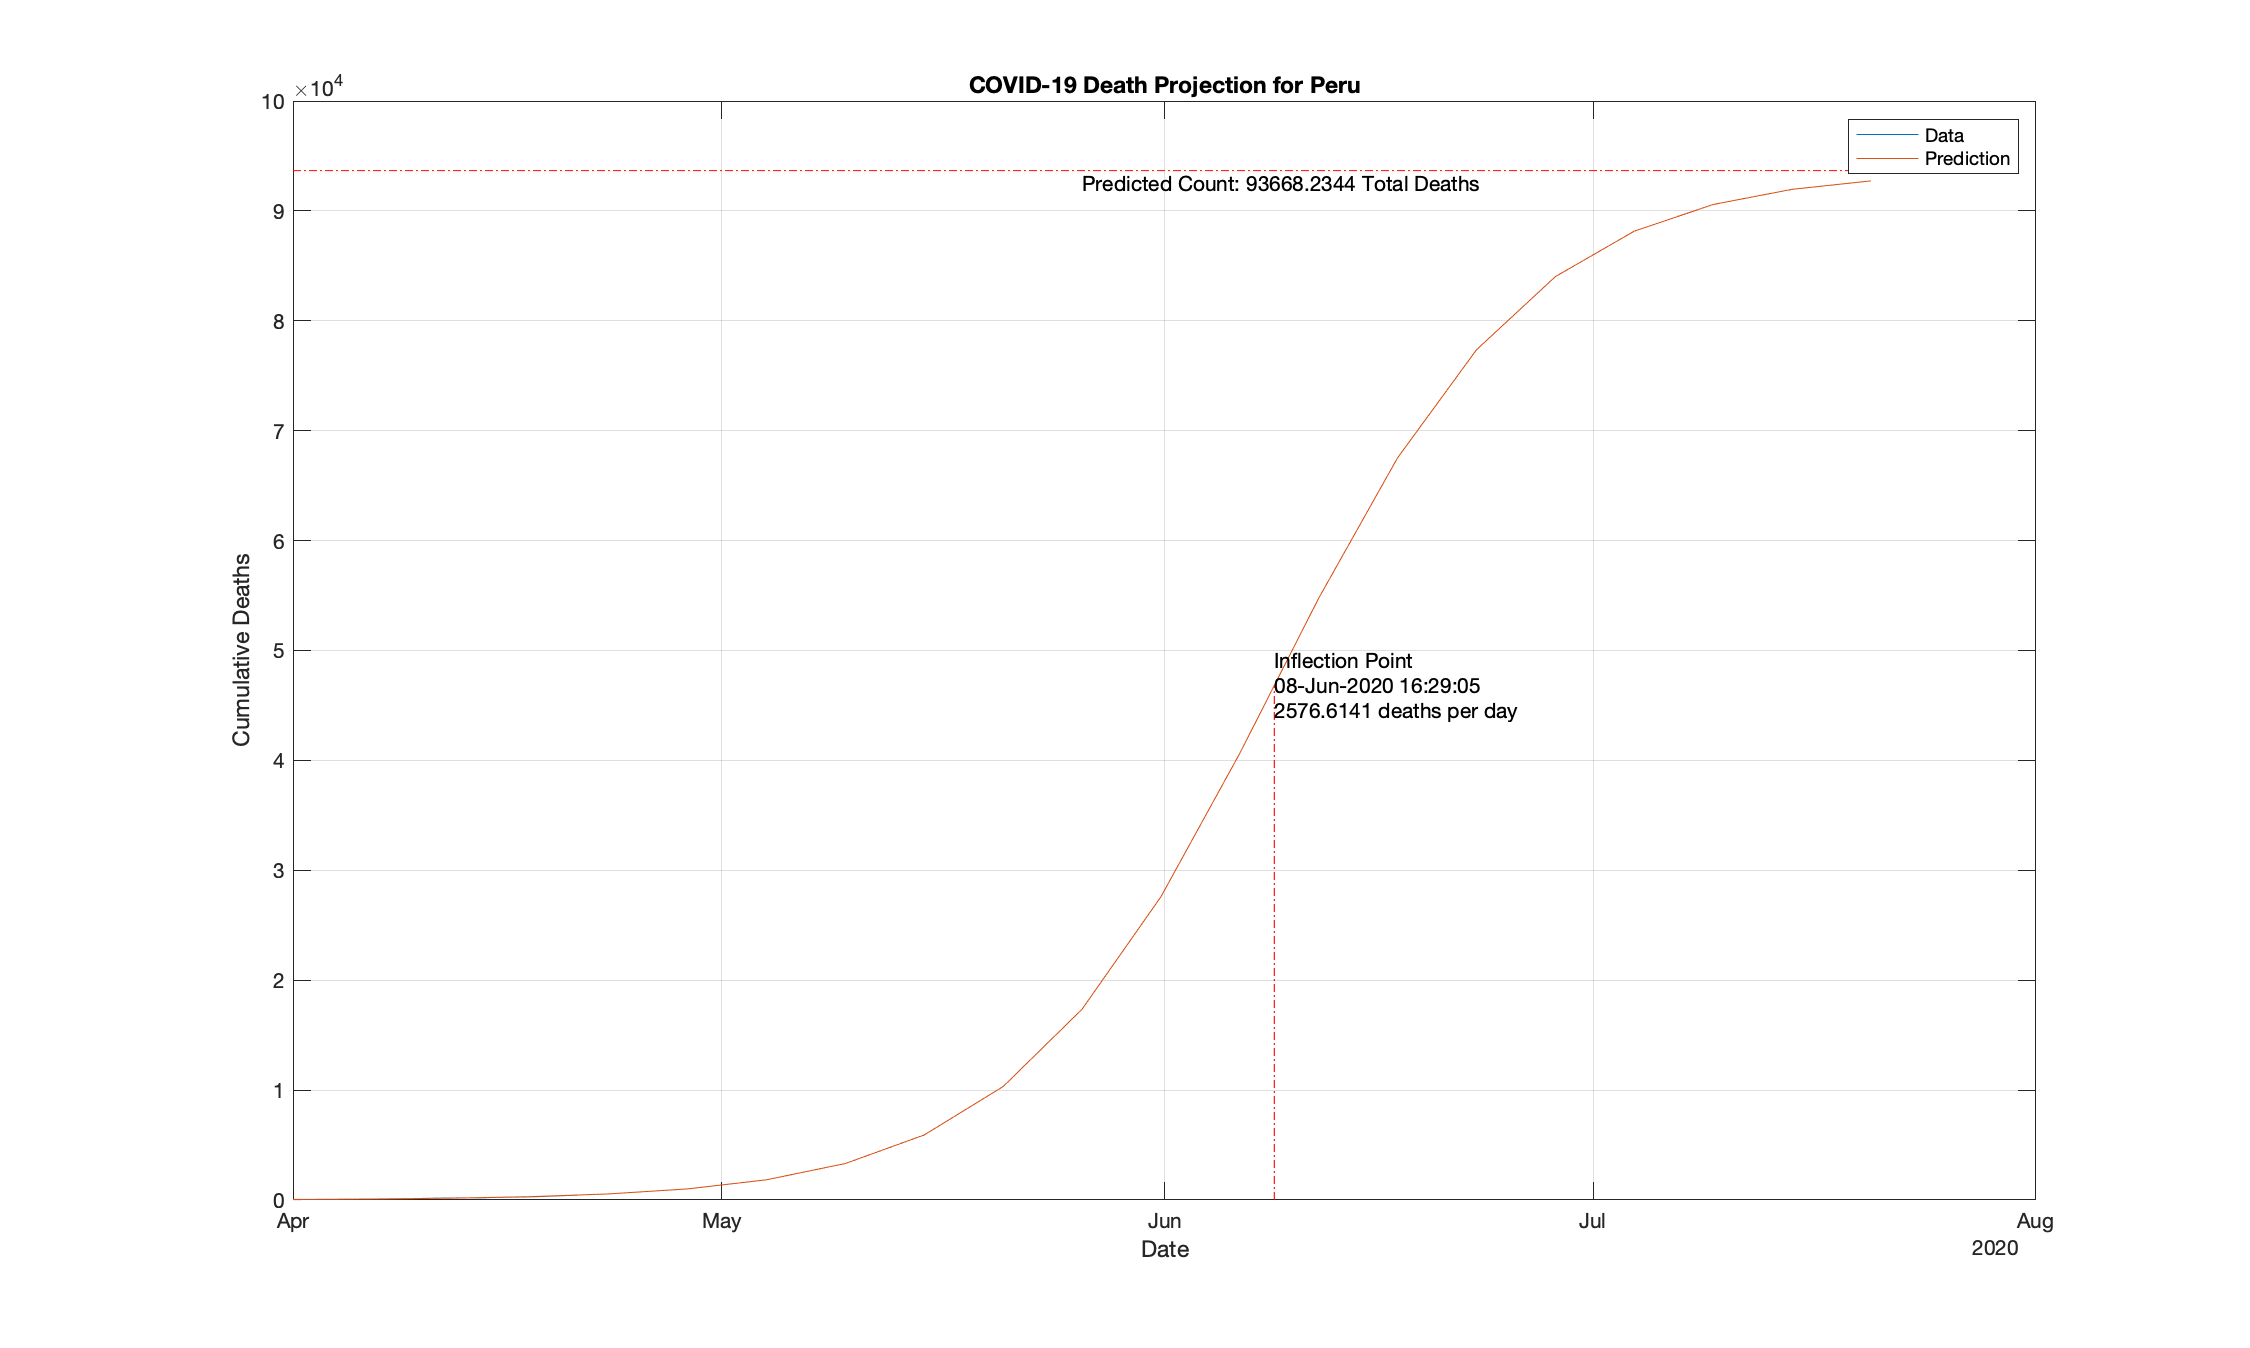 COVID-19 Death Projection for Peru
×10⁴
10
9
8
7
6
5
4
3
2
1
0
Cumulative Deaths
Data
Prediction
Predicted Count: 93668.2344 Total Deaths
Inflection Point
08-Jun-2020 16:29:05
2576.6141 deaths per day
Apr
May
Jun
Jul
Aug
Date
2020